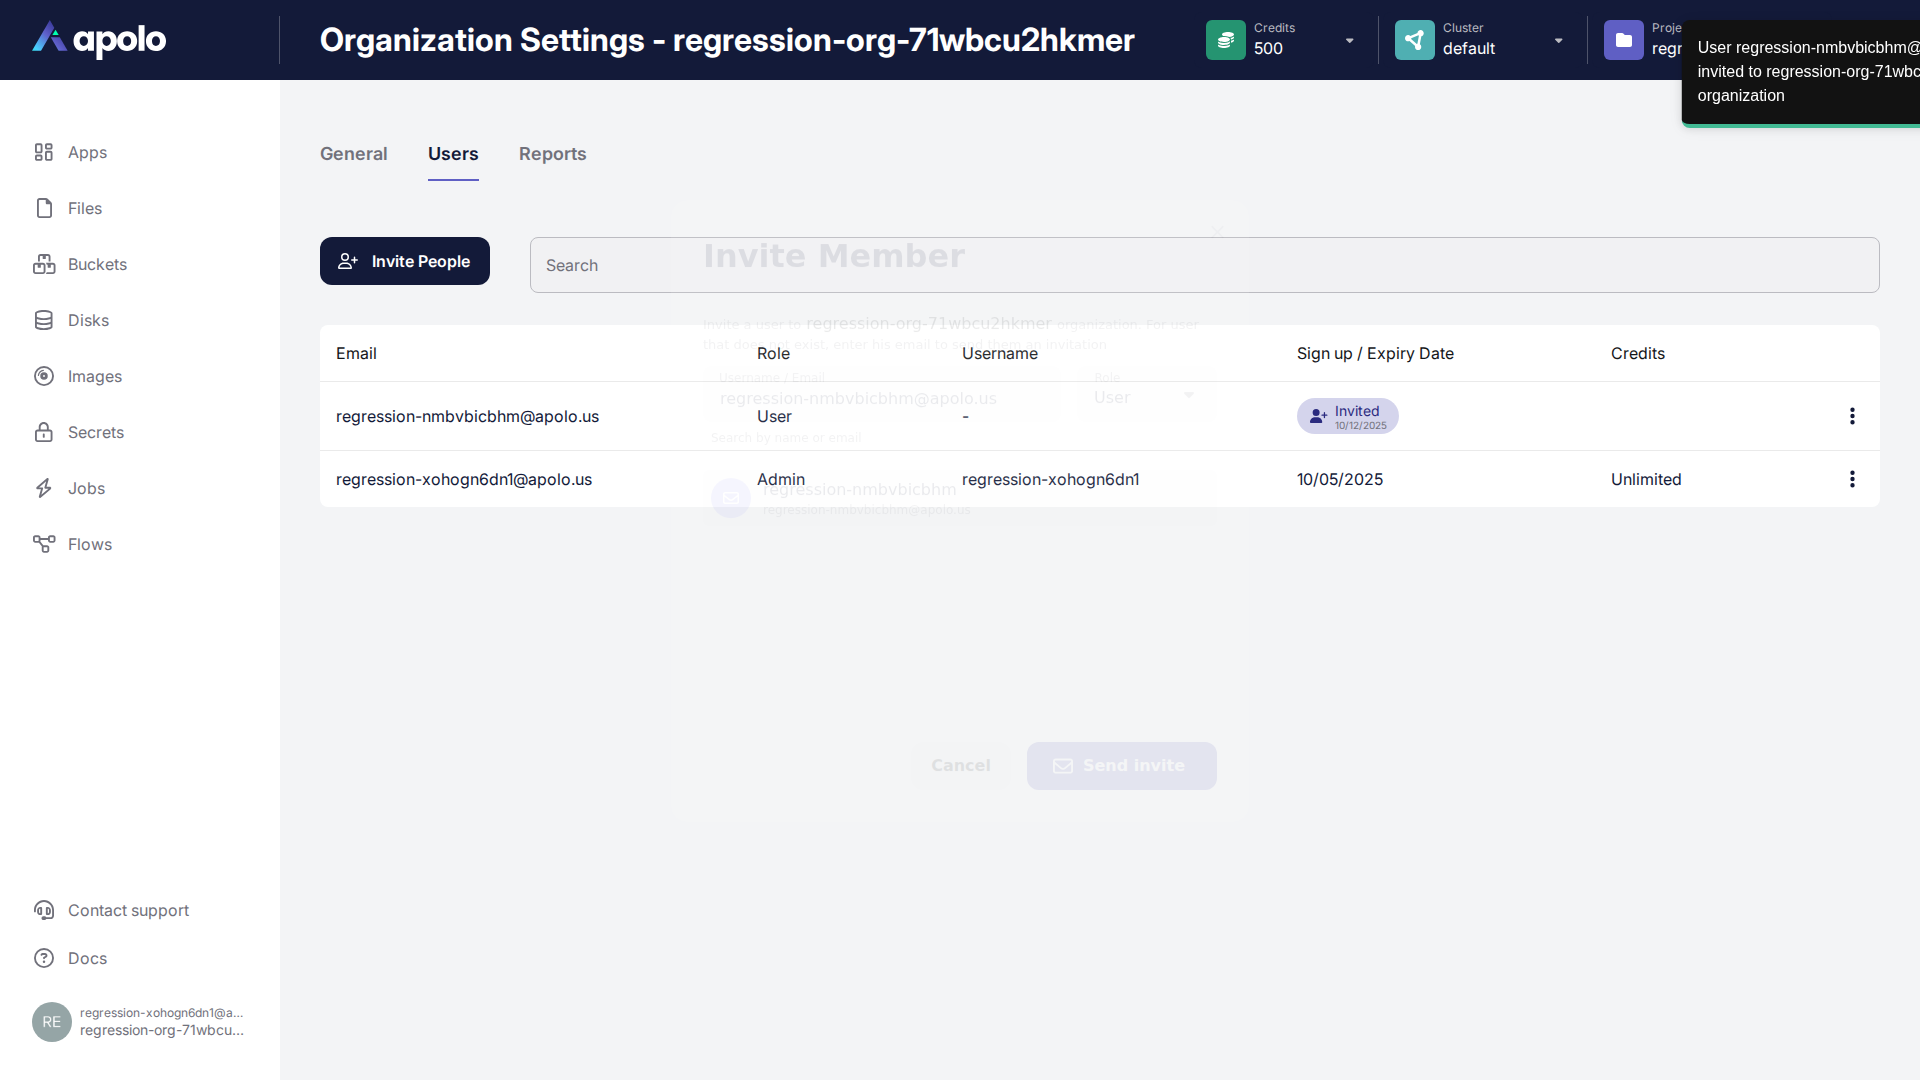 apolo
Organization Settings - regression-org-71wbcu2hkmer
Credits
500
Cluster
default
Proje
regr
User regression-nmbvbicbhm@
invited to regression-org-71wbc
organization
Apps
Files
Buckets
Disks
Images
Secrets
Jobs
Flows
Contact support
Docs
RE
regression-xohogn6dn1@a...
regression-org-71wbcu...
General
Users
Reports
Invite People
Search
Email
Role
Username
Sign up / Expiry Date
Credits
regression-nmbvbicbhm@apolo.us
User
-
Invited
10/12/2025
regression-xohogn6dn1@apolo.us
Admin
regression-xohogn6dn1
10/05/2025
Unlimited
Invite Member
Invite a user to regression-org-71wbcu2hkmer organization. For user
that does not exist, enter his email to send them an invitation
Username / Email
regression-nmbvbicbhm@apolo.us
Role
User
Search by name or email
regression-nmbvbicbhm
regression-nmbvbicbhm@apolo.us
Cancel
Send invite